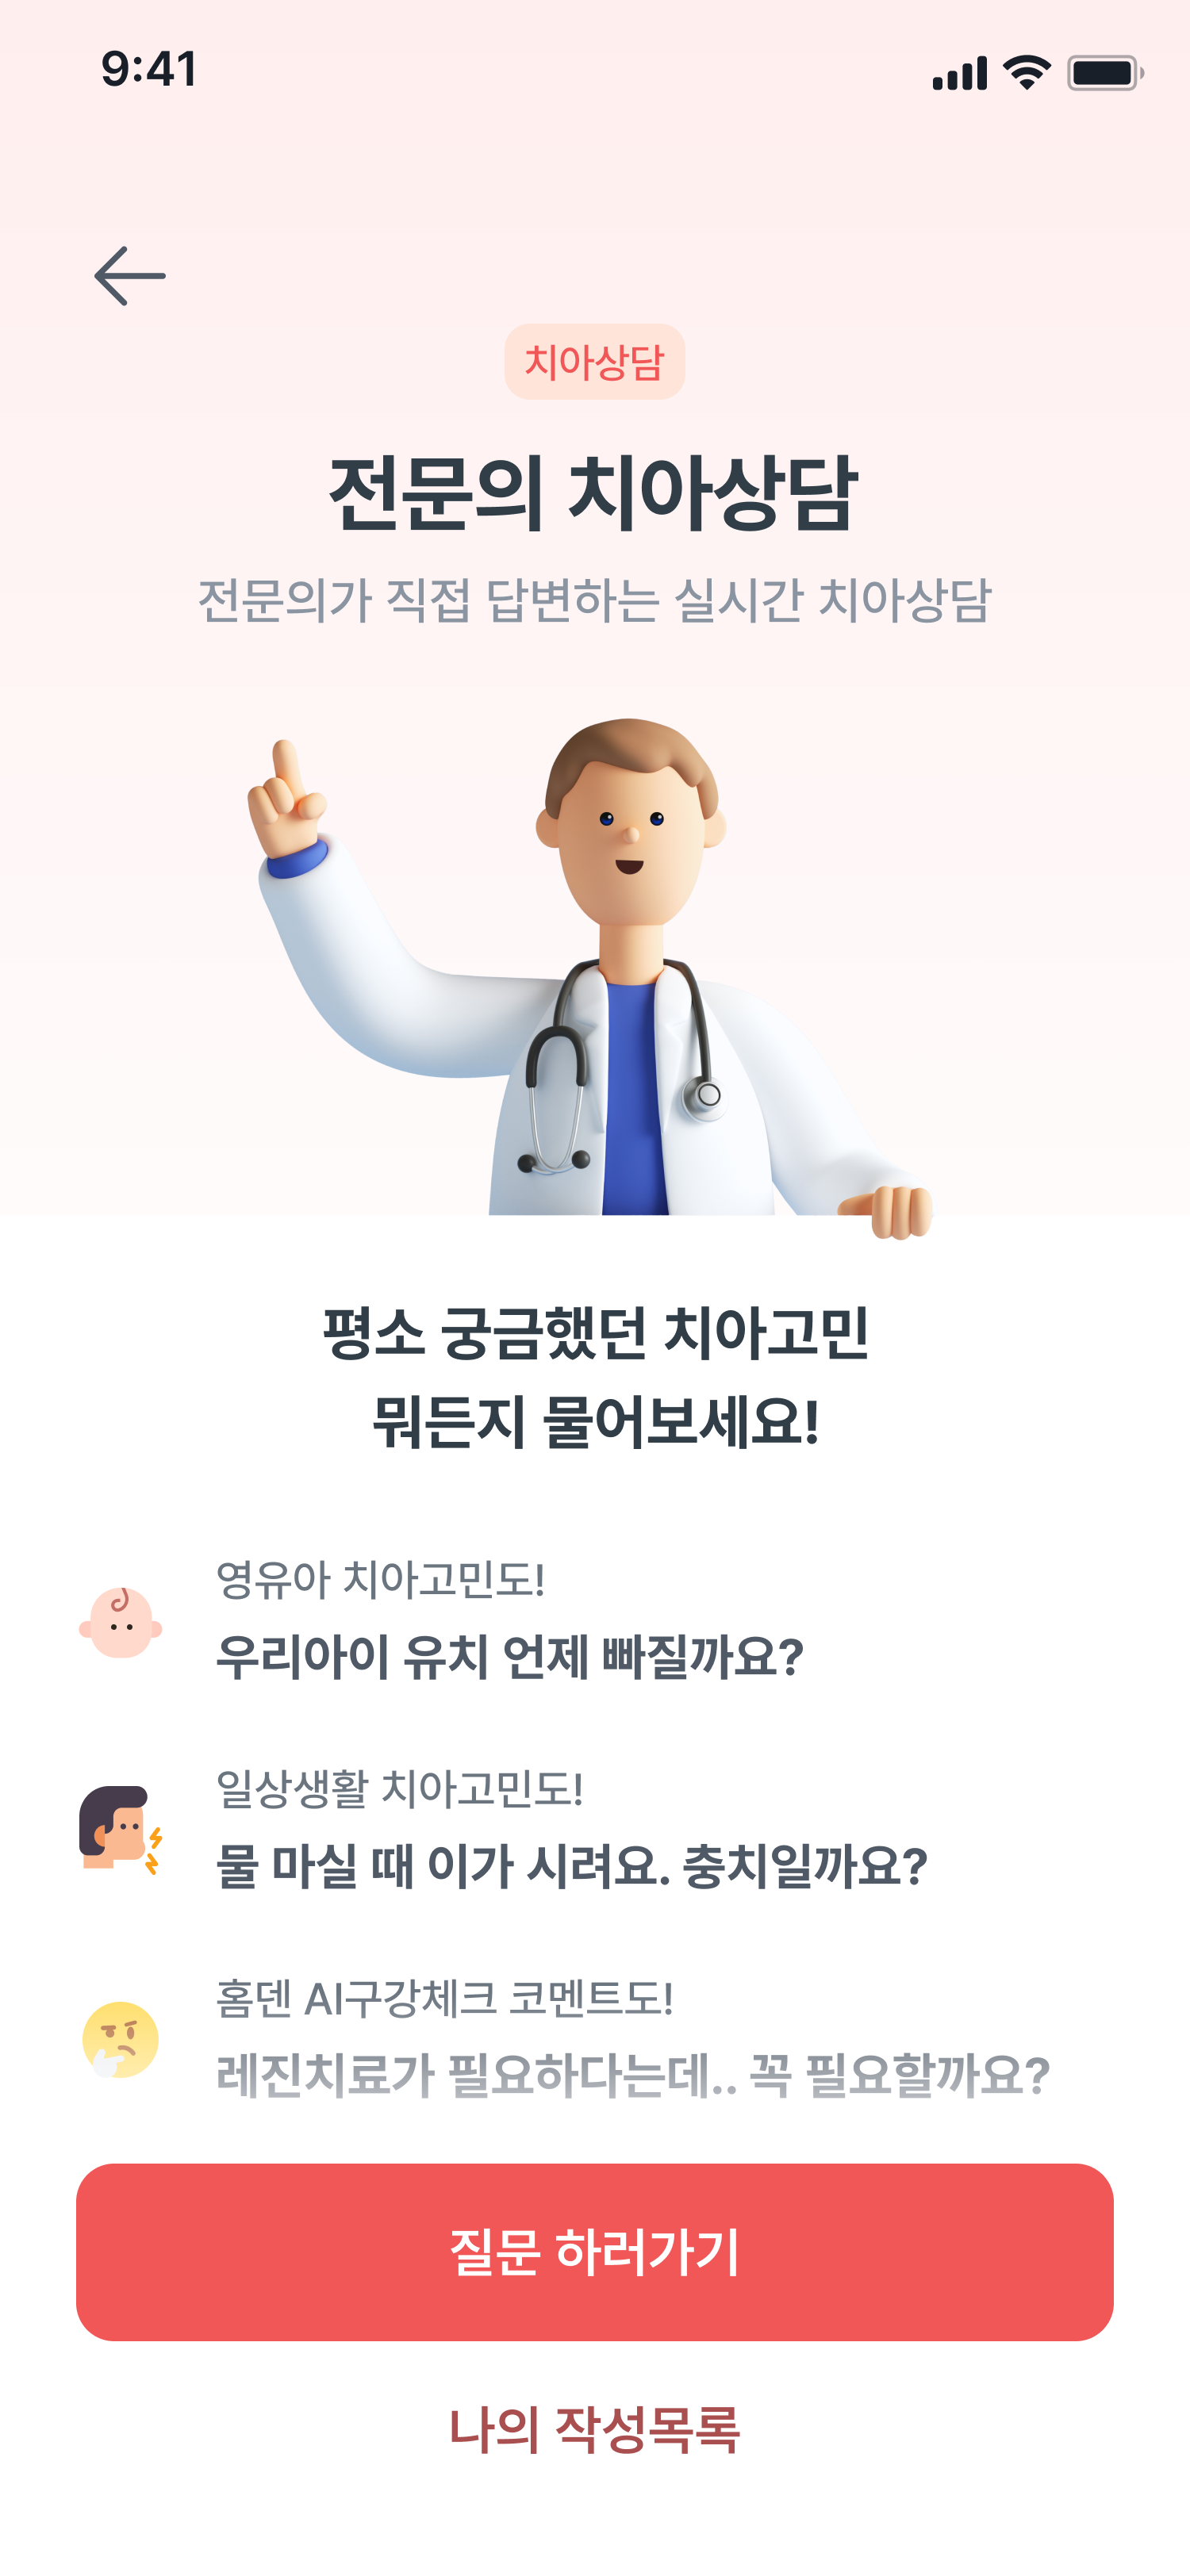 9:41
치아상담
전문의 치아상담
전문의가 직접 답변하는 실시간 치아상담
평소 궁금했던 치아고민
뭐든지 물어보세요!
영유아 치아고민도!
우리아이 유치 언제 빠질까요?
일상생활 치아고민도!
물 마실 때 이가 시려요. 충치일까요?
홈덴 AI구강체크 코멘트도!
레진치료가 필요하다는데.. 꼭 필요할까요?
질문 하러가기
나의 작성목록